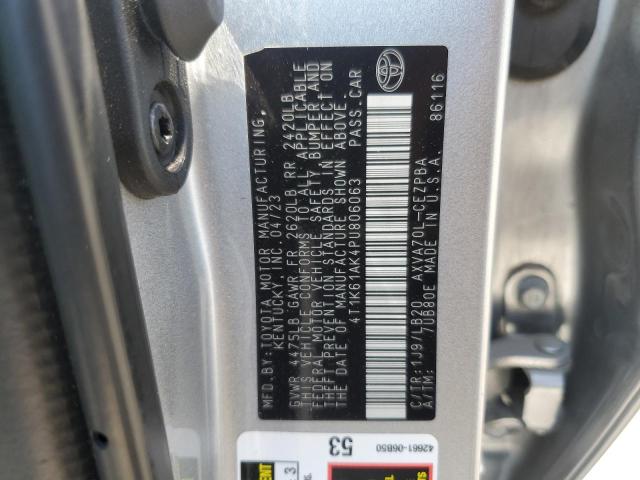 MFD.BY:TOYOTA MOTOR MANUFACTURING,
KENTUCKY,INC.04/23
GVWR 4475LB GAWR FR 2620LB RR 2420LB
THIS VEHICLE CONFORMS TO ALL APPLICABLE
FEDERAL MOTOR VEHICLE SAFETY BUMPER AND
THEFT PREVENTION STANDARDS IN EFFECT ON
THE DATE OF MANUFACTURE SHOWN ABOVE.
4T1K61AK4PU806063 PASS.CAR
C/TR:1J9/LB20 AXVA70L-CEZPBA
A/TM: /UB80E MADE IN U.S.A. 86116
53
42661-06B50